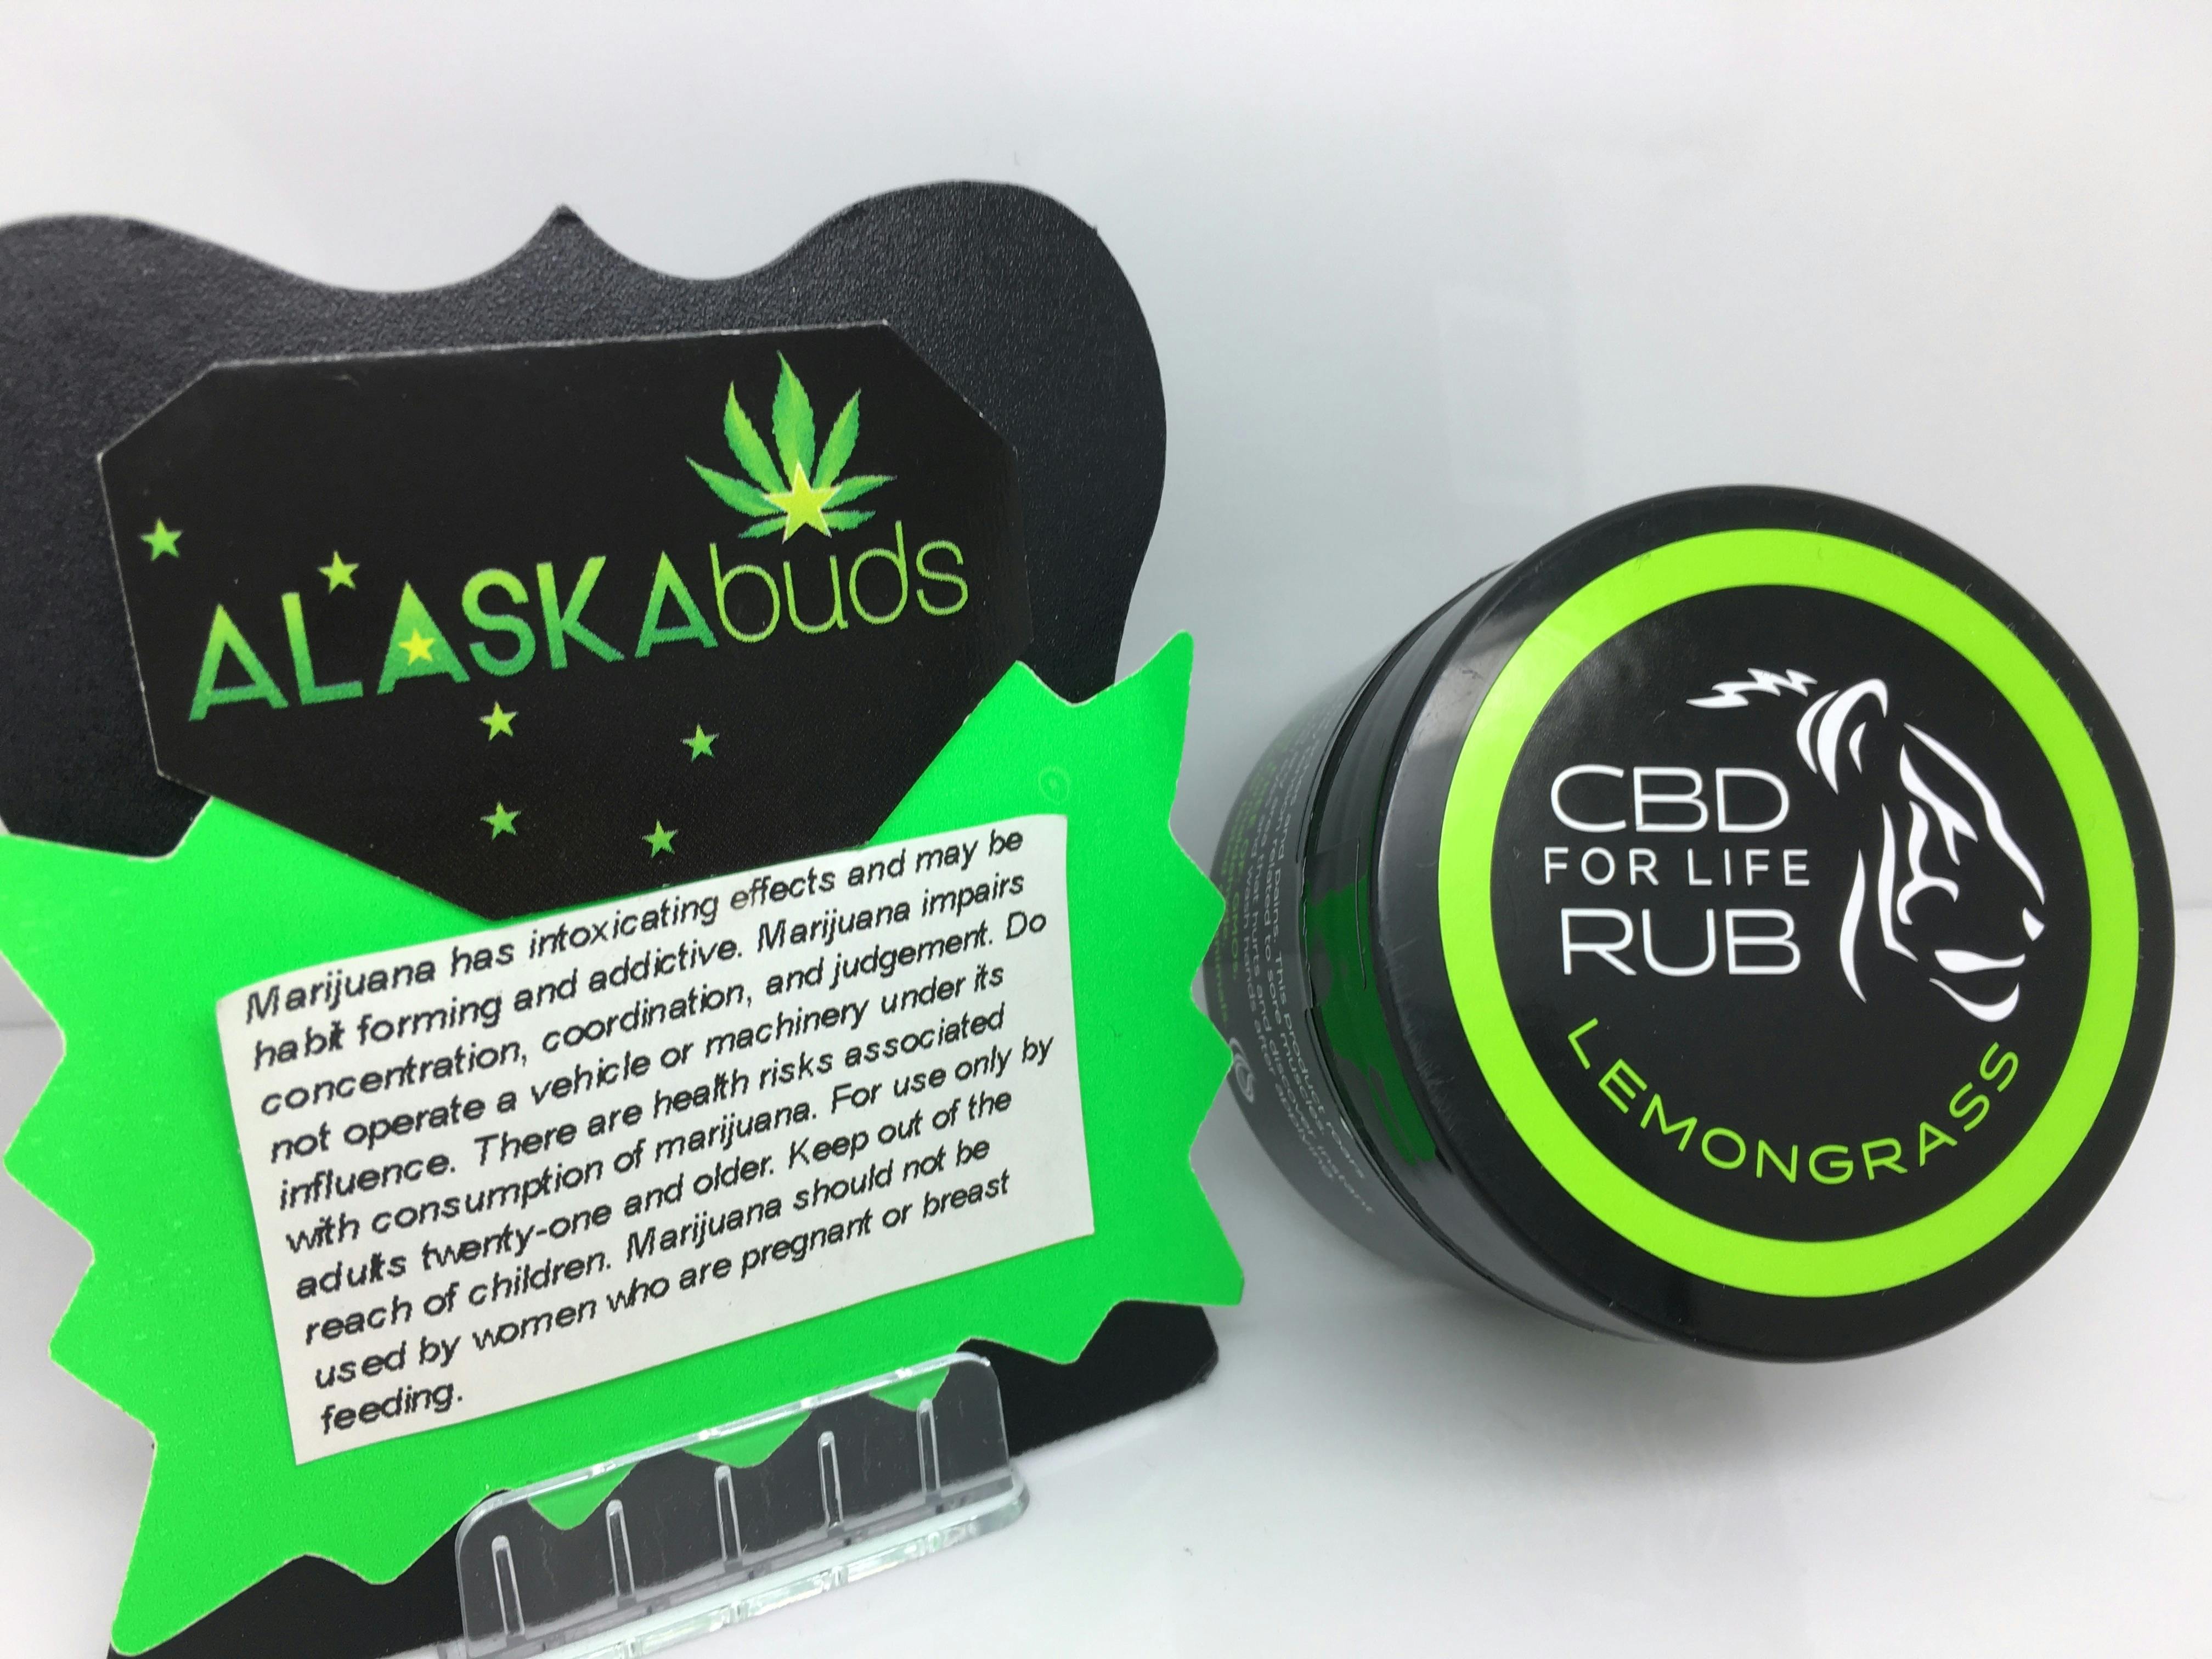 ALASKAbuds
Marijuana has intoxicating effects and may be
habit forming and addictive. Marijuana impairs
concentration, coordination, and judgement. Do
not operate a vehicle or machinery under its
influence. There are health risks associated
with consumption of marijuana. For use only by
adults twenty-one and older. Keep out of the
reach of children. Marijuana should not be
used by women who are pregnant or breast
feeding.
CBD
FOR LIFE
RUB
LEMONGRASS